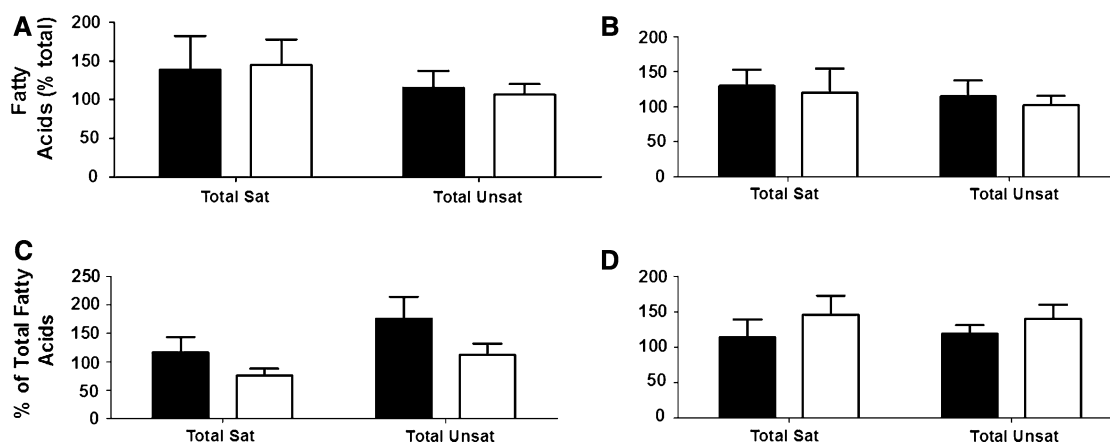 A
Fatty
Acids (% total)
200
150
100
50
0
Total Sat
Total Unsat
B
200
150
100
50
0
Total Sat
Total Unsat
C
% of Total Fatty
Acids
250
200
150
100
50
0
Total Sat
Total Unsat
D
200
150
100
50
0
Total Sat
Total Unsat